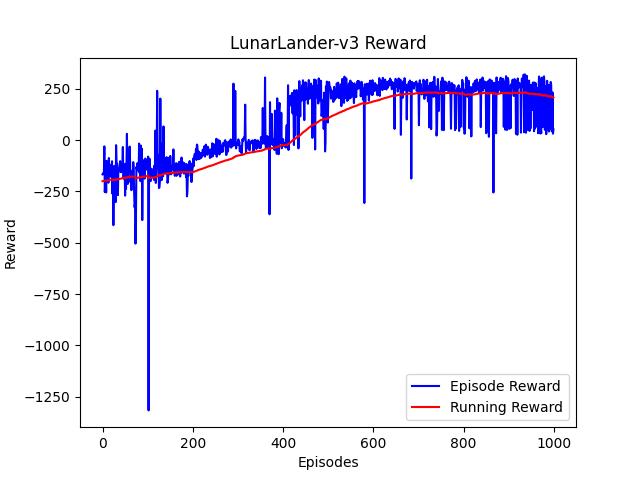 LunarLander-v3 Reward
Reward
250
0
−250
−500
−750
−1000
−1250
0
200
400
600
800
1000
Episodes
Episode Reward
Running Reward